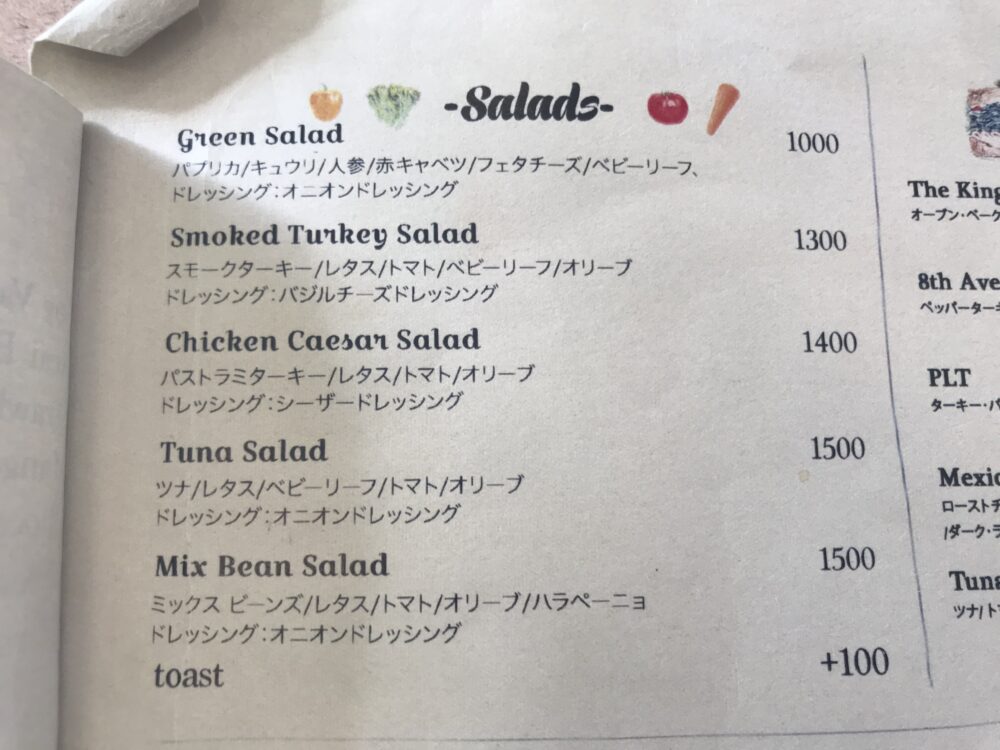 -Salads-
Green Salad 1000
パプリカ/キュウリ/人参/赤キャベツ/フェタチーズ/ベビーリーフ、
ドレッシング:オニオンドレッシング
Smoked Turkey Salad 1300
スモークターキー/レタス/トマト/ベビーリーフ/オリーブ
ドレッシング:バジルチーズドレッシング
Chicken Caesar Salad 1400
パストラミターキー/レタス/トマト/オリーブ
ドレッシング:シーザードレッシング
Tuna Salad 1500
ツナ/レタス/ベビーリーフ/トマト/オリーブ
ドレッシング:オニオンドレッシング
Mix Bean Salad 1500
ミックス ビーンズ/レタス/トマト/オリーブ/ハラペーニョ
ドレッシング:オニオンドレッシング
toast +100
The King
オーブン・ベーク
8th Ave
ペッパーターキ
PLT
ターキー・パ
Mexic
ローストチ
/ダーク・ラ
Tuna
ツナ/ト